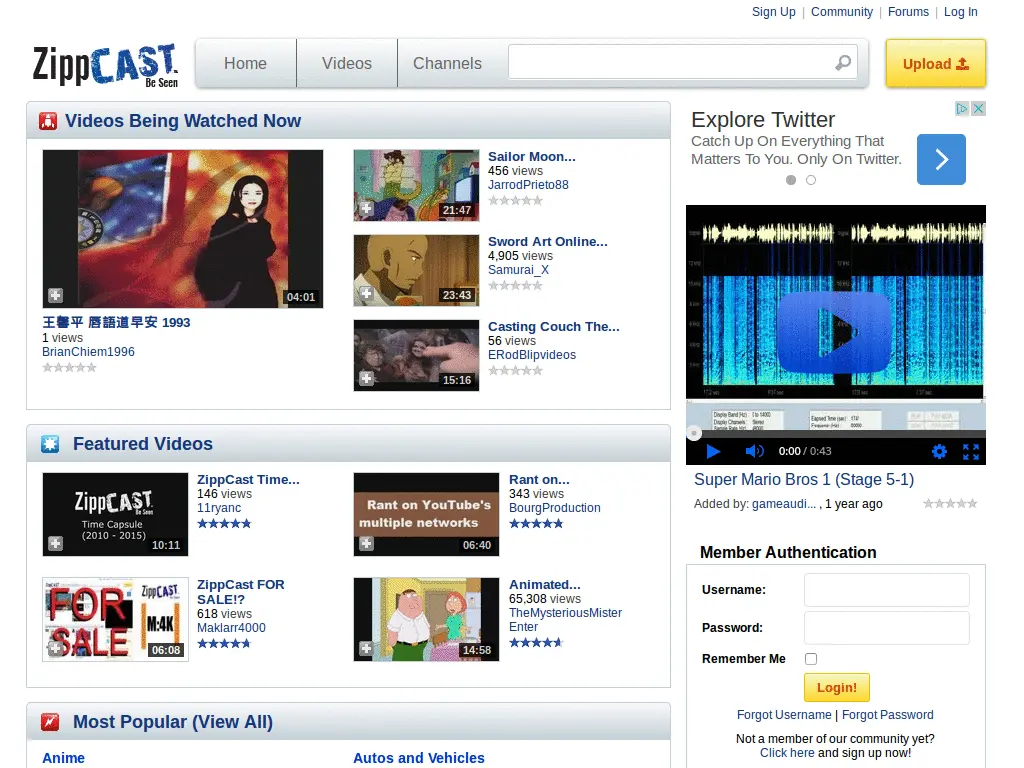 Sign Up | Community | Forums | Log In
ZippCAST
Be Seen
Home
Videos
Channels
Upload
Videos Being Watched Now
04:01
王馨平 唇語道早安 1993
1 views
BrianChiem1996
21:47
Sailor Moon...
456 views
JarrodPrieto88
23:43
Sword Art Online...
4,905 views
Samurai_X
15:16
Casting Couch The...
56 views
ERodBlipvideos
Featured Videos
ZippCAST
Be Seen
Time Capsule
(2010 - 2015)
10:11
ZippCast Time...
146 views
11ryanc
Rant on YouTube's
multiple networks
06:40
Rant on...
343 views
BourgProduction
FOR
SALE
ZippCAST
M:4K
06:08
ZippCast FOR
SALE!?
618 views
Maklarr4000
14:58
Animated...
65,308 views
TheMysteriousMister
Enter
Most Popular (View All)
Anime
Autos and Vehicles
Explore Twitter
Catch Up On Everything That
Matters To You. Only On Twitter.
0:00 / 0:43
Super Mario Bros 1 (Stage 5-1)
Added by: gameaudi... , 1 year ago
Member Authentication
Username:
Password:
Remember Me
Login!
Forgot Username | Forgot Password
Not a member of our community yet?
Click here and sign up now!